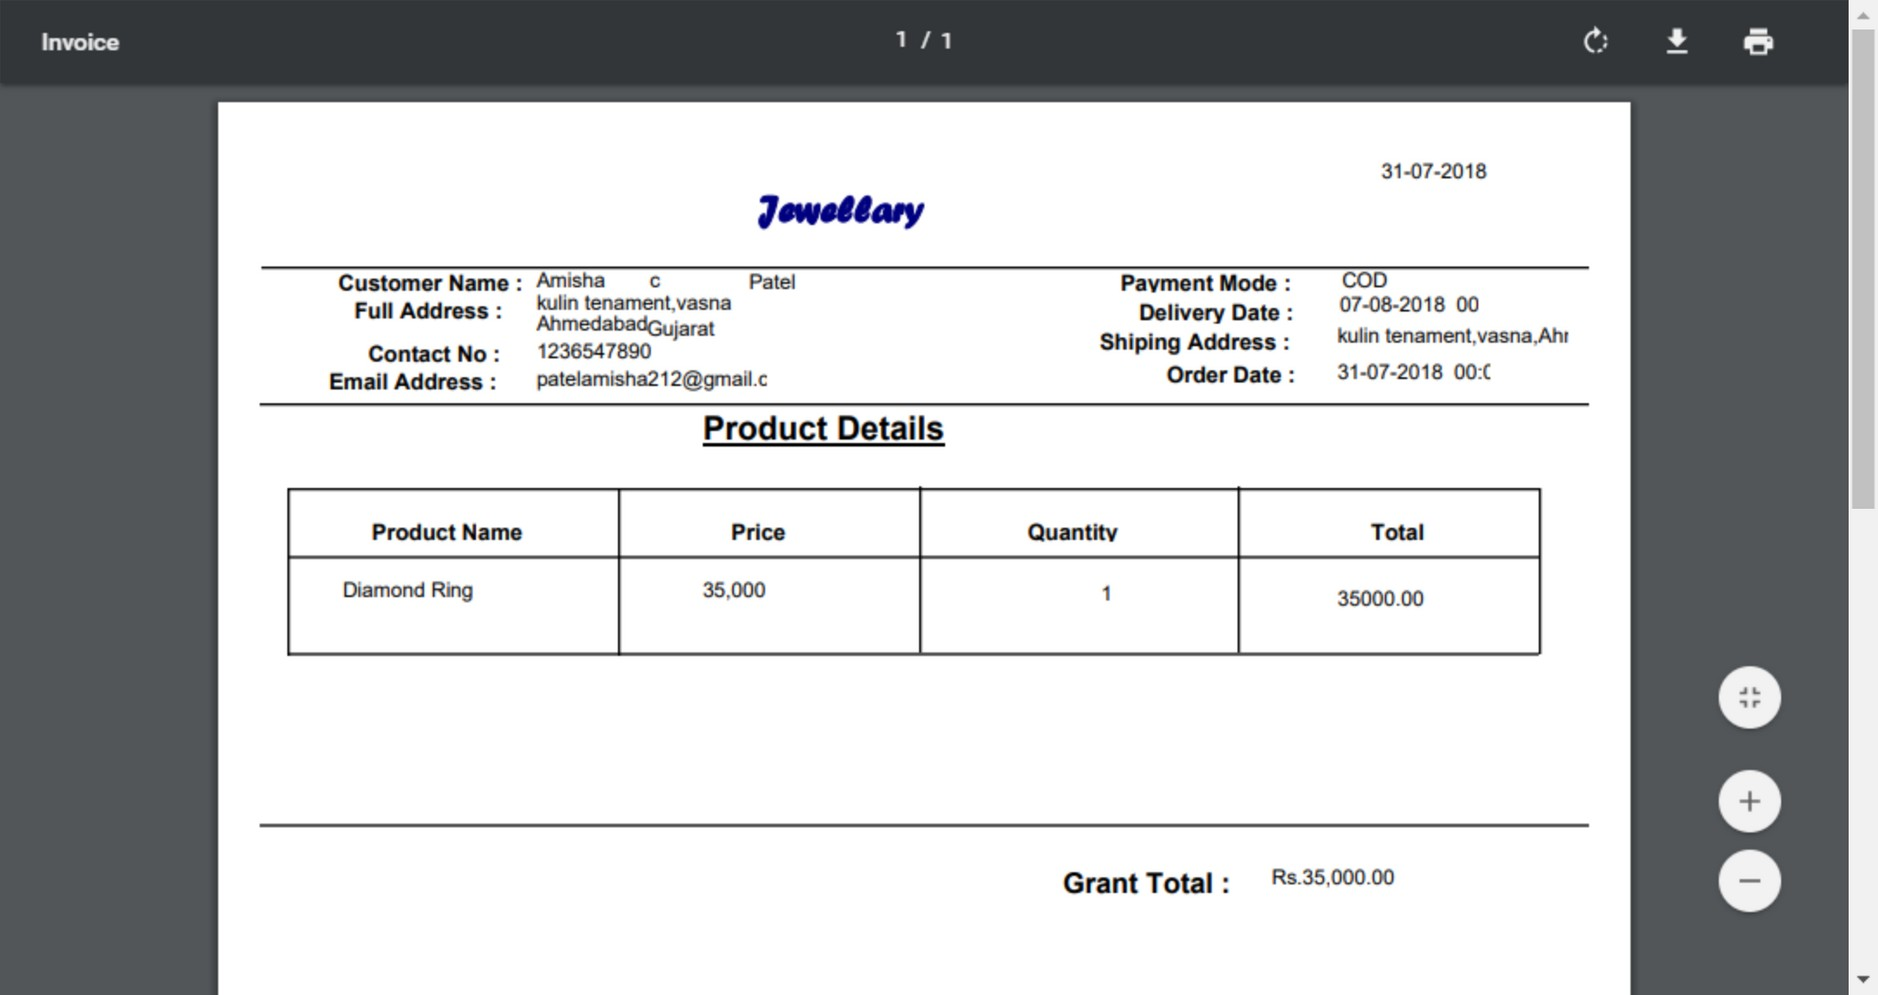 Invoice
1 / 1
31-07-2018
Jewellary
Customer Name : Amisha c Patel
Payment Mode : COD
Full Address : kulin tenament,vasna
Delivery Date : 07-08-2018 00
Ahmedabad Gujarat
Shiping Address : kulin tenament,vasna,Ahr
Contact No : 1236547890
Order Date : 31-07-2018 00:0
Email Address : patelamisha212@gmail.c
Product Details
Product Name Price Quantity Total
Diamond Ring 35,000 1 35000.00
Grant Total : Rs.35,000.00